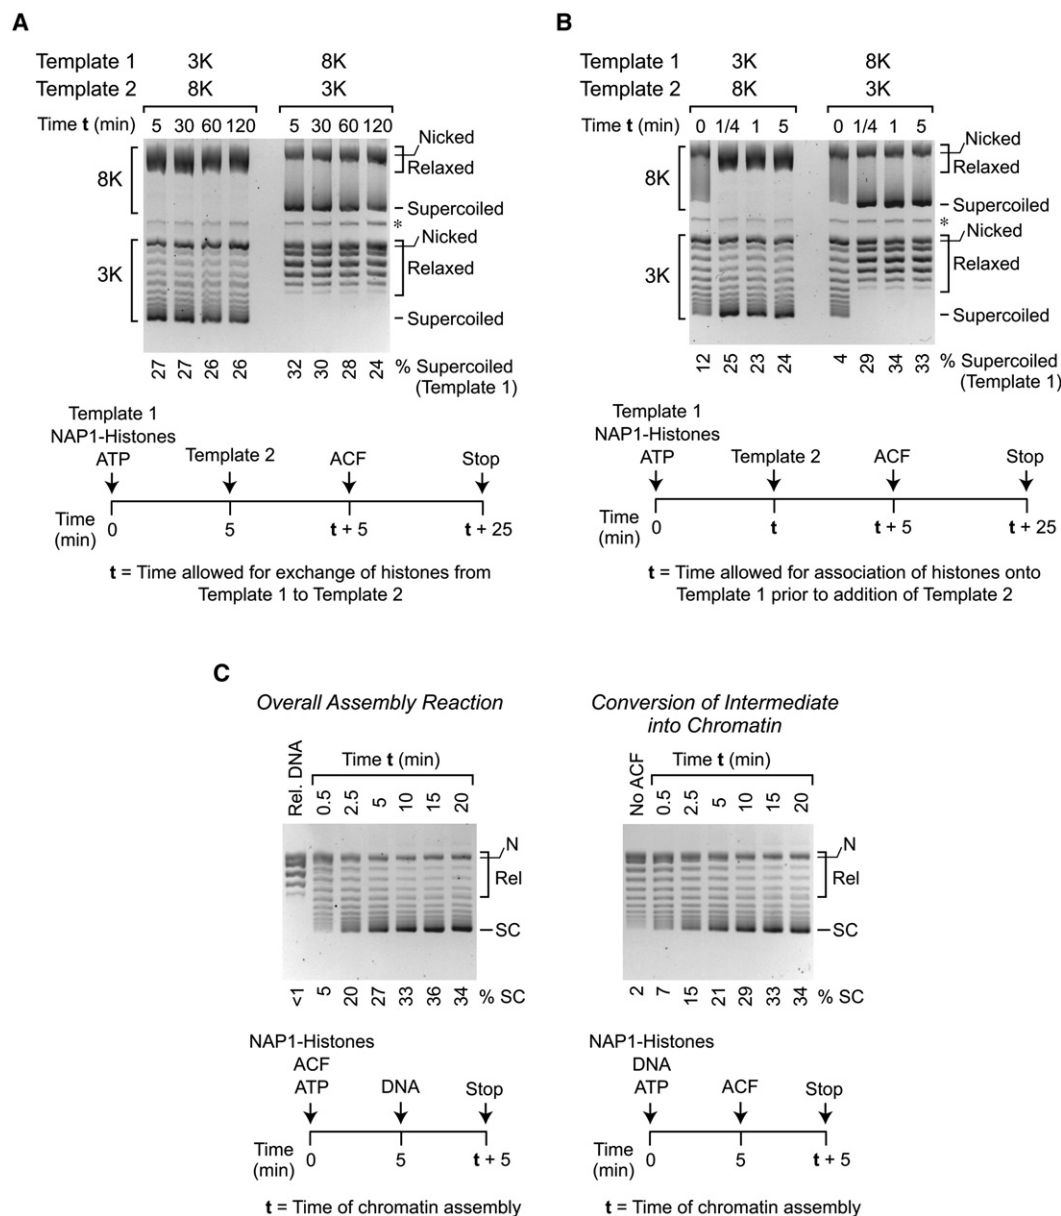 A
Template 1 3K 8K
Template 2 8K 3K
Time t (min) 5 30 60 120 5 30 60 120
Nicked
Relaxed
8K
Supercoiled
*
Nicked
Relaxed
3K
Supercoiled
27 27 26 26 32 30 28 24 % Supercoiled
(Template 1)
Template 1
NAP1-Histones
ATP Template 2 ACF Stop
Time
(min) 0 5 t + 5 t + 25
t = Time allowed for exchange of histones from
Template 1 to Template 2
B
Template 1 3K 8K
Template 2 8K 3K
Time t (min) 0 1/4 1 5 0 1/4 1 5
Nicked
Relaxed
8K
Supercoiled
*
Nicked
Relaxed
3K
Supercoiled
12 25 23 24 4 29 34 33 % Supercoiled
(Template 1)
Template 1
NAP1-Histones
ATP Template 2 ACF Stop
Time
(min) 0 t t + 5 t + 25
t = Time allowed for association of histones onto
Template 1 prior to addition of Template 2
C
Overall Assembly Reaction
Rel. DNA Time t (min)
0.5 2.5 5 10 15 20
N
Rel
SC
<1 5 20 27 33 36 34 % SC
NAP1-Histones
ACF
ATP DNA Stop
Time
(min) 0 5 t + 5
t = Time of chromatin assembly
Conversion of Intermediate
into Chromatin
No ACF Time t (min)
0.5 2.5 5 10 15 20
N
Rel
SC
2 7 15 21 29 33 34 % SC
NAP1-Histones
DNA
ATP ACF Stop
Time
(min) 0 5 t + 5
t = Time of chromatin assembly